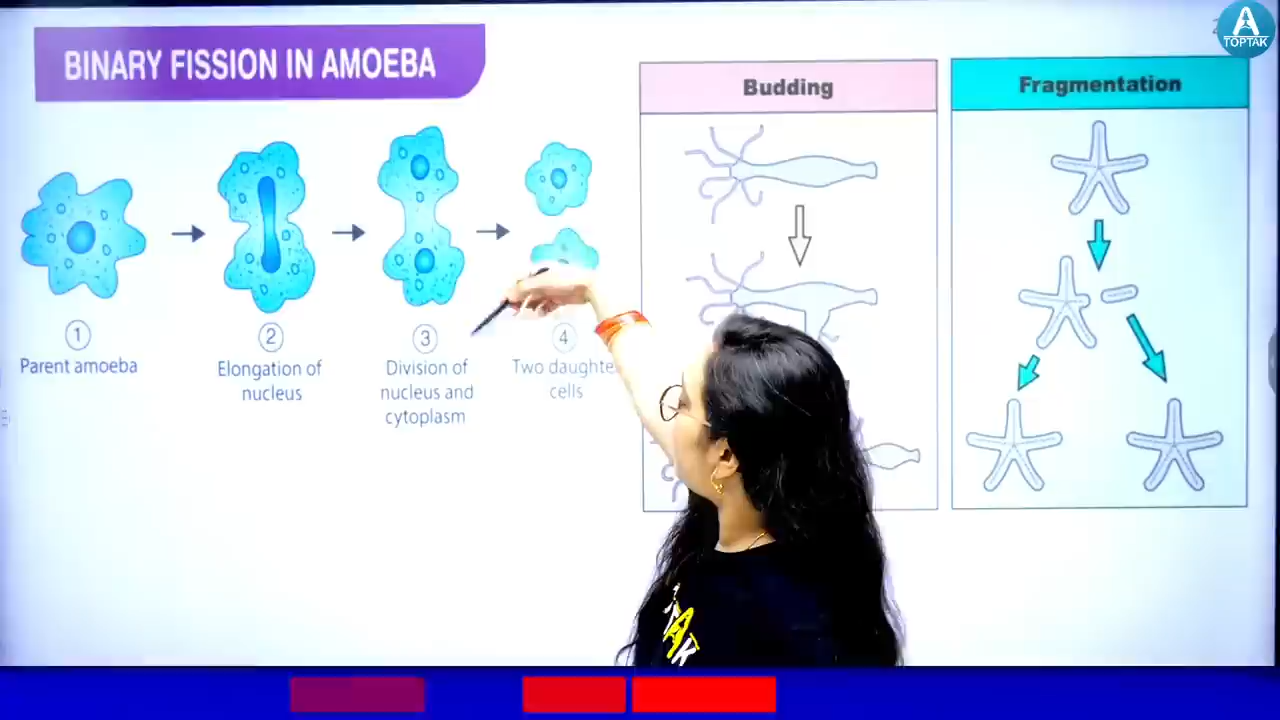 BINARY FISSION IN AMOEBA
1
Parent amoeba
2
Elongation of
nucleus
3
Division of
nucleus and
cytoplasm
4
Two daughte
cells
Budding
Fragmentation
A
TOPTAK